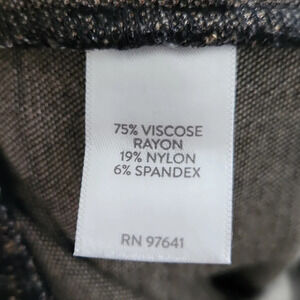 75% VISCOSE
RAYON
19% NYLON
6% SPANDEX
RN 97641